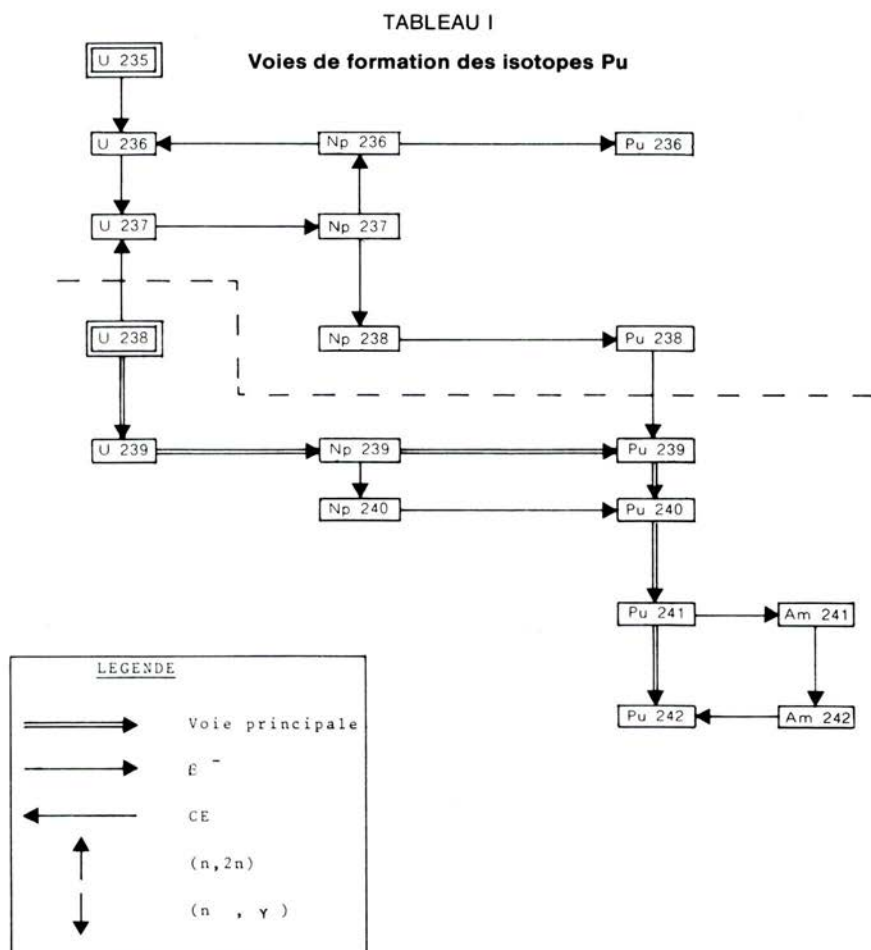 TABLEAU I
Voies de formation des isotopes Pu
U 235
U 236 Np 236 Pu 236
U 237 Np 237
U 238 Np 238 Pu 238
U 239 Np 239 Pu 239
Np 240 Pu 240
Pu 241 Am 241
Pu 242 Am 242
LEGENDE
Voie principale
β⁻
CE
(n,2n)
(n , γ )